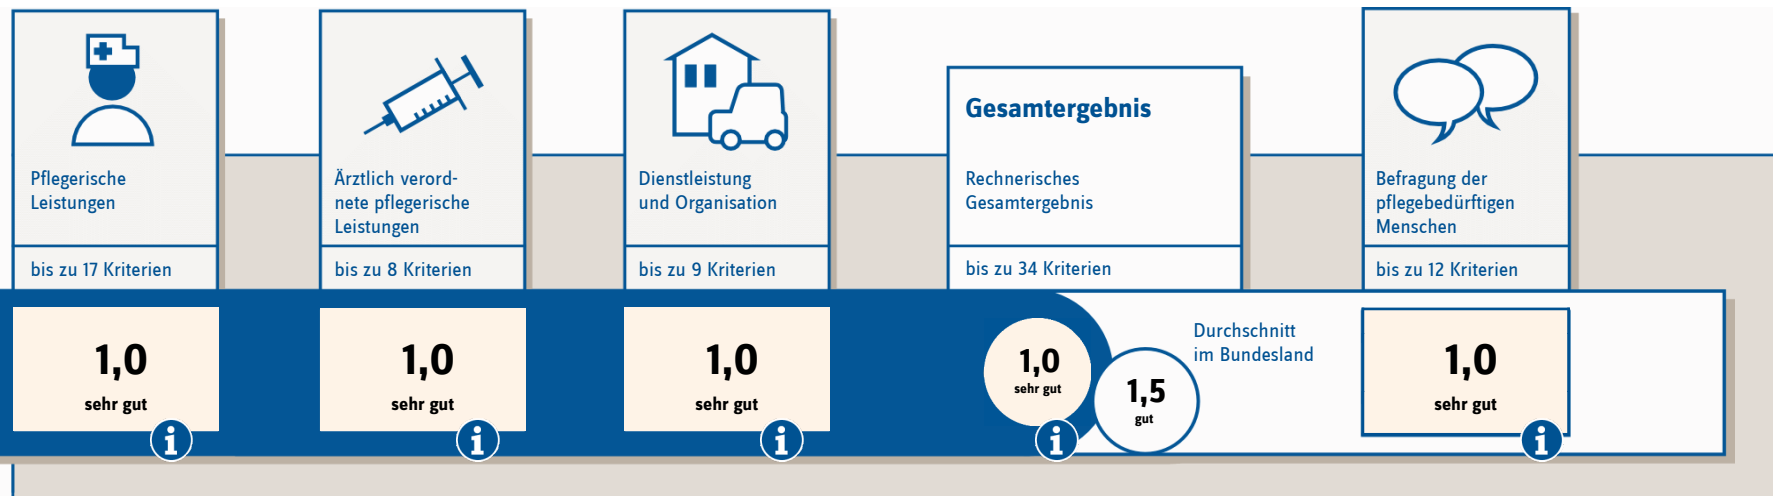 Pflegerische
Leistungen
bis zu 17 Kriterien
1,0
sehr gut
i
Ärztlich verord-
nete pflegerische
Leistungen
bis zu 8 Kriterien
1,0
sehr gut
i
Dienstleistung
und Organisation
bis zu 9 Kriterien
1,0
sehr gut
i
Gesamtergebnis
Rechnerisches
Gesamtergebnis
bis zu 34 Kriterien
1,0
sehr gut
i
1,5
gut
Durchschnitt
im Bundesland
Befragung der
pflegebedürftigen
Menschen
bis zu 12 Kriterien
1,0
sehr gut
i